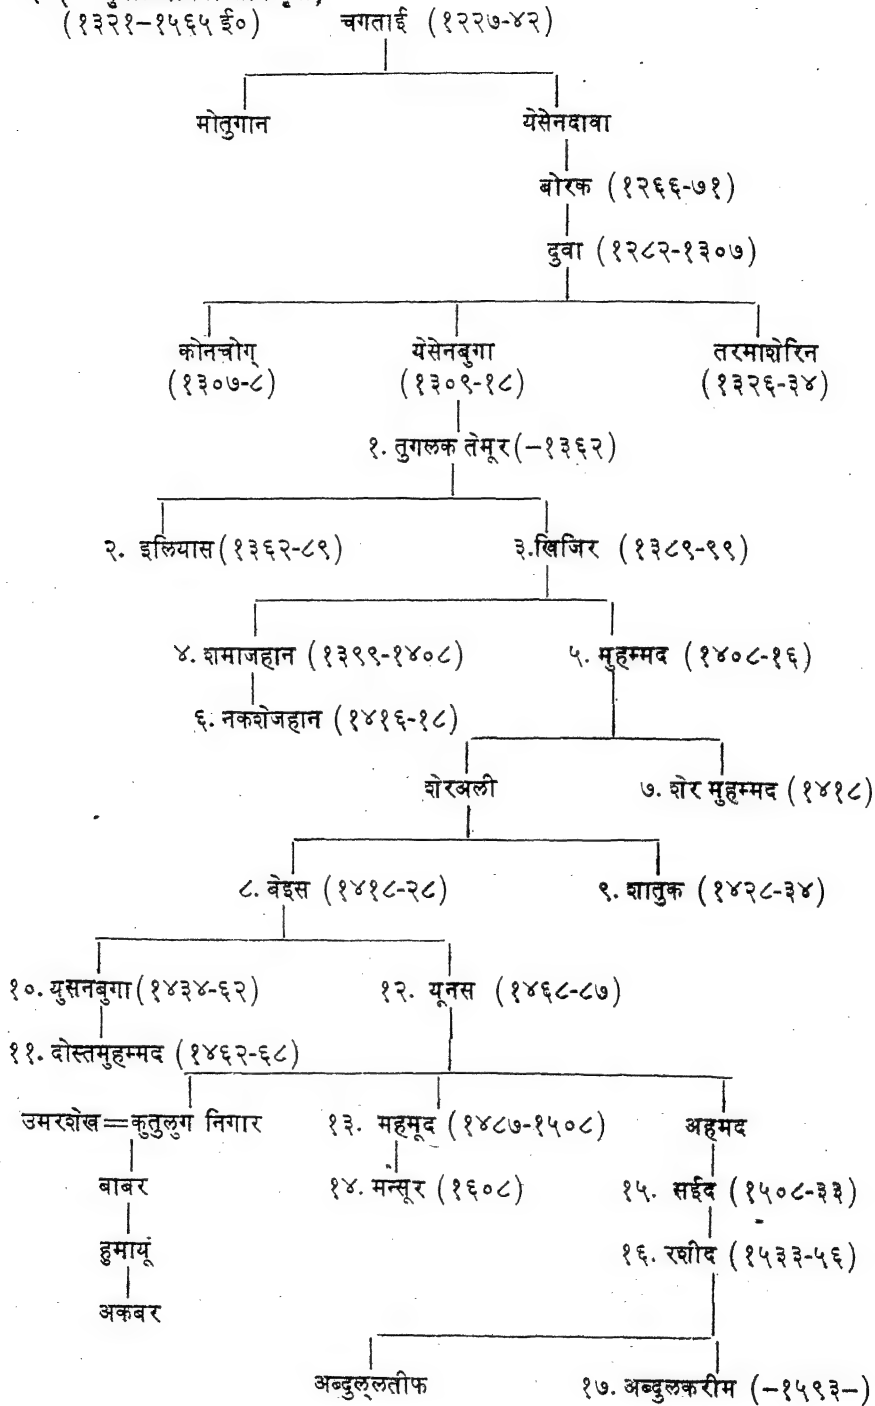 (१३२१–१५६५ ई०) चगताई (१२२७-४२)
मोतुगान येसेनदावा
बोरक (१२६६-७१)
दुवा (१२८२-१३०७)
कोनचोग् येसेनबुगा तरमाशेरिन
(१३०७-८) (१३०९-१८) (१३२६-३४)
१. तुगलक तेमूर (–१३६२)
२. इलियास (१३६२-८९) ३.खिजिर (१३८९-९९)
४. शमाजहान (१३९९-१४०८) ५. मुहम्मद (१४०८-१६)
६. नकशेजहान (१४१६-१८)
शेरअली ७. शेर मुहम्मद (१४१८)
८. बेइस (१४१८-२८) ९. शातुक (१४२८-३४)
१०. युसनबुगा (१४३४-६२) १२. यूनस (१४६८-८७)
११. दोस्तमुहम्मद (१४६२-६८)
उमरशेख=कुतुलुग निगार १३. महमूद (१४८७-१५०८) अहमद
बाबर १४. मन्सूर (१६०८) १५. सईद (१५०८-३३)
हुमायूं १६. रशीद (१५३३-५६)
अकबर
अब्दुल्लतीफ १७. अब्दुलकरीम (–१५९३–)